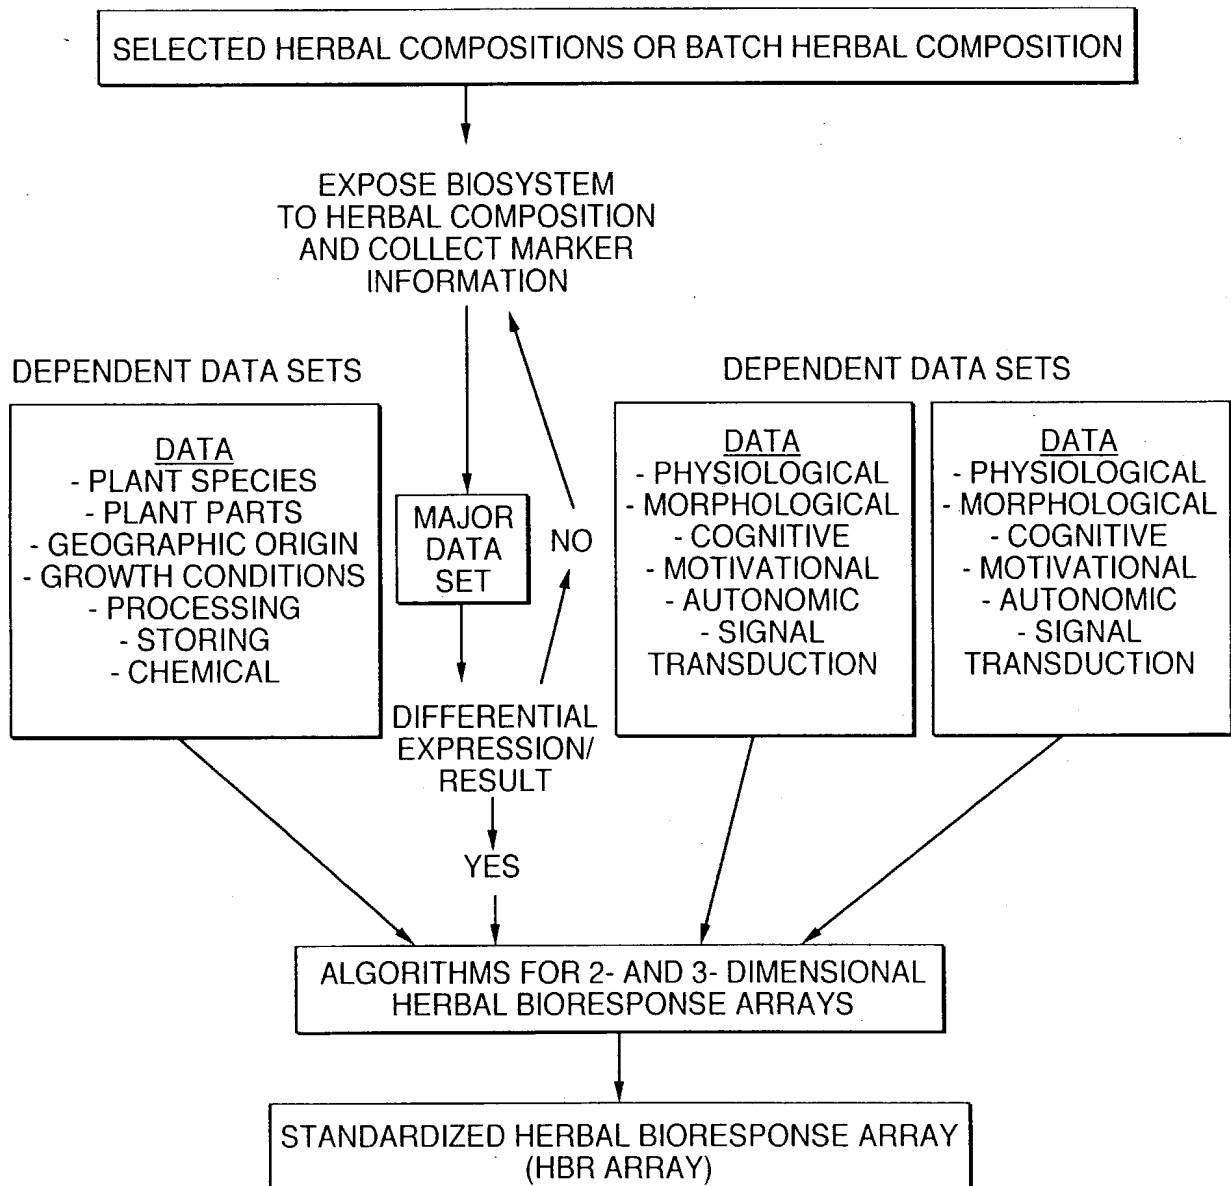 SELECTED HERBAL COMPOSITIONS OR BATCH HERBAL COMPOSITION
EXPOSE BIOSYSTEM
TO HERBAL COMPOSITION
AND COLLECT MARKER
INFORMATION
DEPENDENT DATA SETS
DATA
- PLANT SPECIES
- PLANT PARTS
- GEOGRAPHIC ORIGIN
- GROWTH CONDITIONS
- PROCESSING
- STORING
- CHEMICAL
MAJOR
DATA
SET
NO
DIFFERENTIAL
EXPRESSION/
RESULT
YES
DEPENDENT DATA SETS
DATA
- PHYSIOLOGICAL
- MORPHOLOGICAL
- COGNITIVE
- MOTIVATIONAL
- AUTONOMIC
- SIGNAL
TRANSDUCTION
DATA
- PHYSIOLOGICAL
- MORPHOLOGICAL
- COGNITIVE
- MOTIVATIONAL
- AUTONOMIC
- SIGNAL
TRANSDUCTION
ALGORITHMS FOR 2- AND 3- DIMENSIONAL
HERBAL BIORESPONSE ARRAYS
STANDARDIZED HERBAL BIORESPONSE ARRAY
(HBR ARRAY)